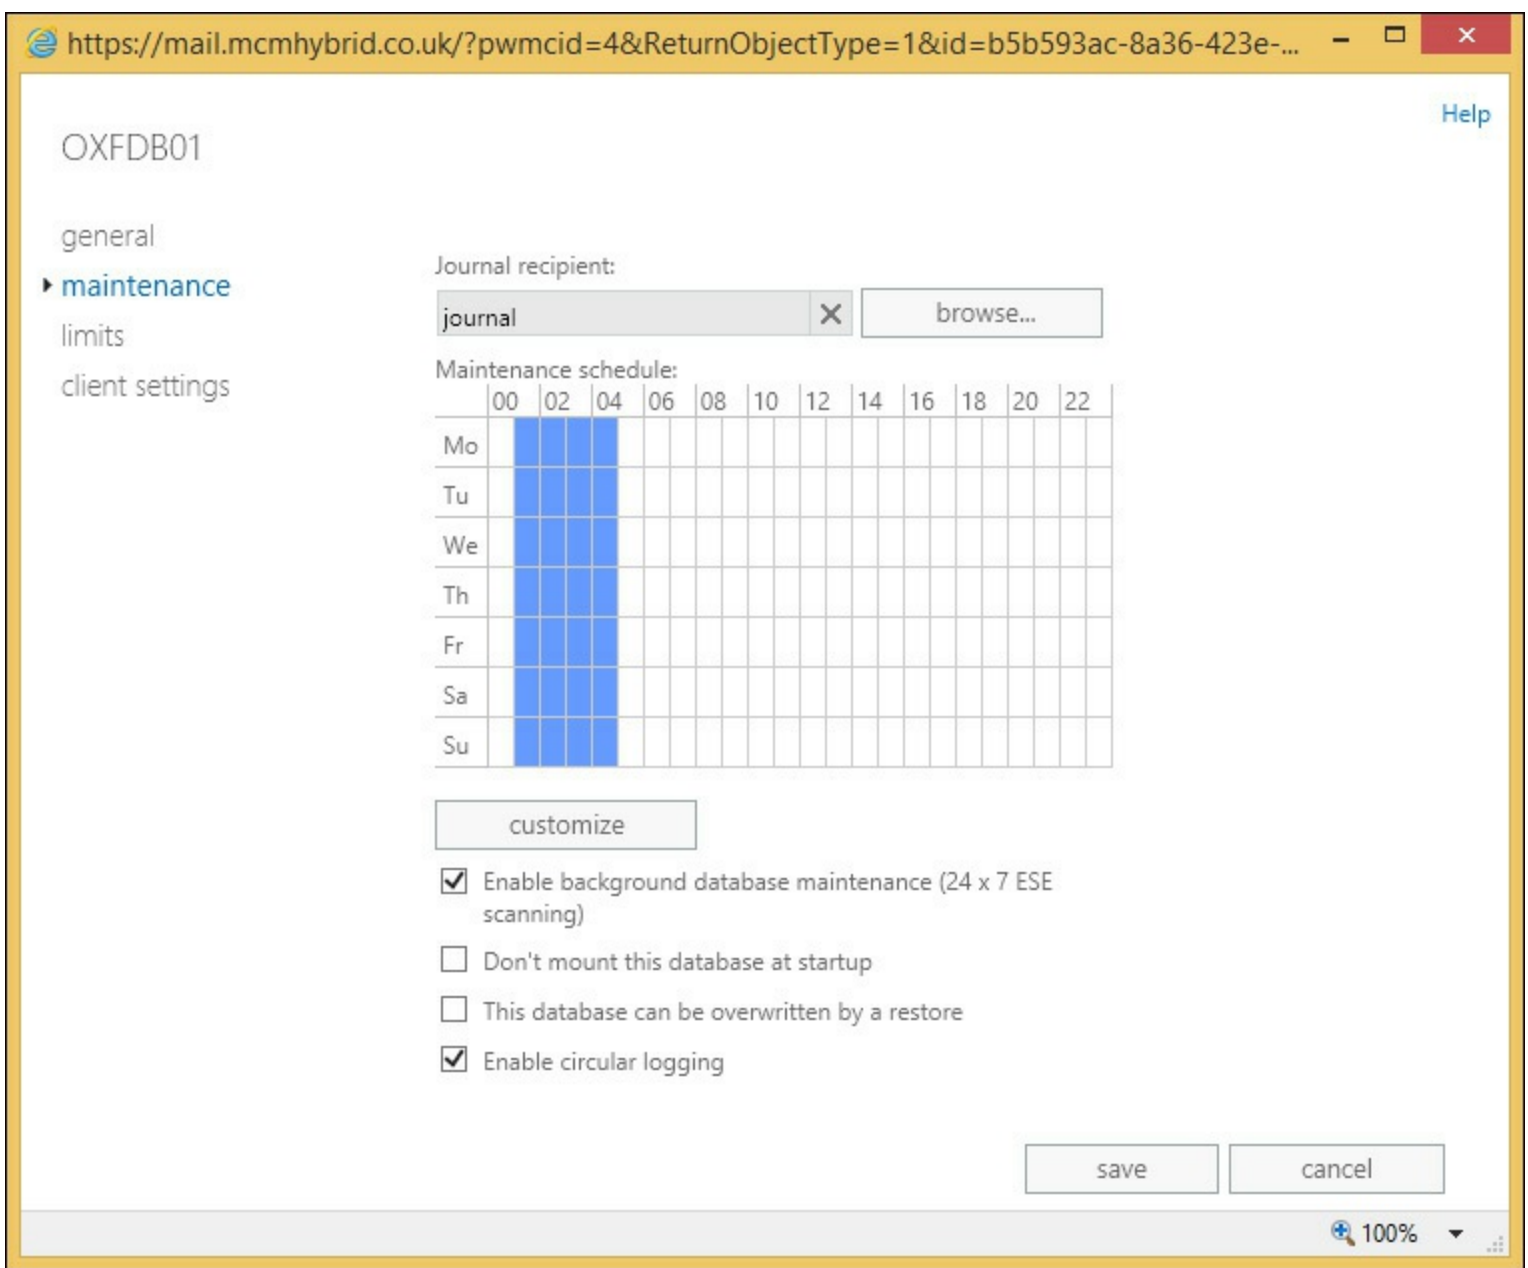 https://mail.mcmhybrid.co.uk/?pwmcid=4&ReturnObjectType=1&id=b5b593ac-8a36-423e-...
Help
OXFDB01
general
maintenance
limits
client settings
Journal recipient:
journal
browse...
Maintenance schedule:
00 02 04 06 08 10 12 14 16 18 20 22
Mo
Tu
We
Th
Fr
Sa
Su
customize
Enable background database maintenance (24 x 7 ESE
scanning)
Don't mount this database at startup
This database can be overwritten by a restore
Enable circular logging
save cancel
100%